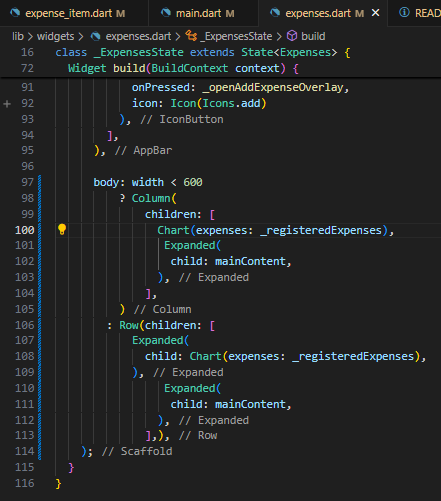 expense_item.dart M
main.dart M
expenses.dart M
READ
lib > widgets > expenses.dart > _ExpensesState > build
16 class _ExpensesState extends State<Expenses> {
72 Widget build(BuildContext context) {
91 onPressed: _openAddExpenseOverlay,
92 icon: Icon(Icons.add)
93 ), // IconButton
94 ],
95 ), // AppBar
96
97 body: width < 600
98 ? Column(
99 children: [
100 Chart(expenses: _registeredExpenses),
101 Expanded(
102 child: mainContent,
103 ), // Expanded
104 ],
105 ) // Column
106 : Row(children: [
107 Expanded(
108 child: Chart(expenses: _registeredExpenses),
109 ), // Expanded
110 Expanded(
111 child: mainContent,
112 ), // Expanded
113 ],), // Row
114 ); // Scaffold
115 }
116 }